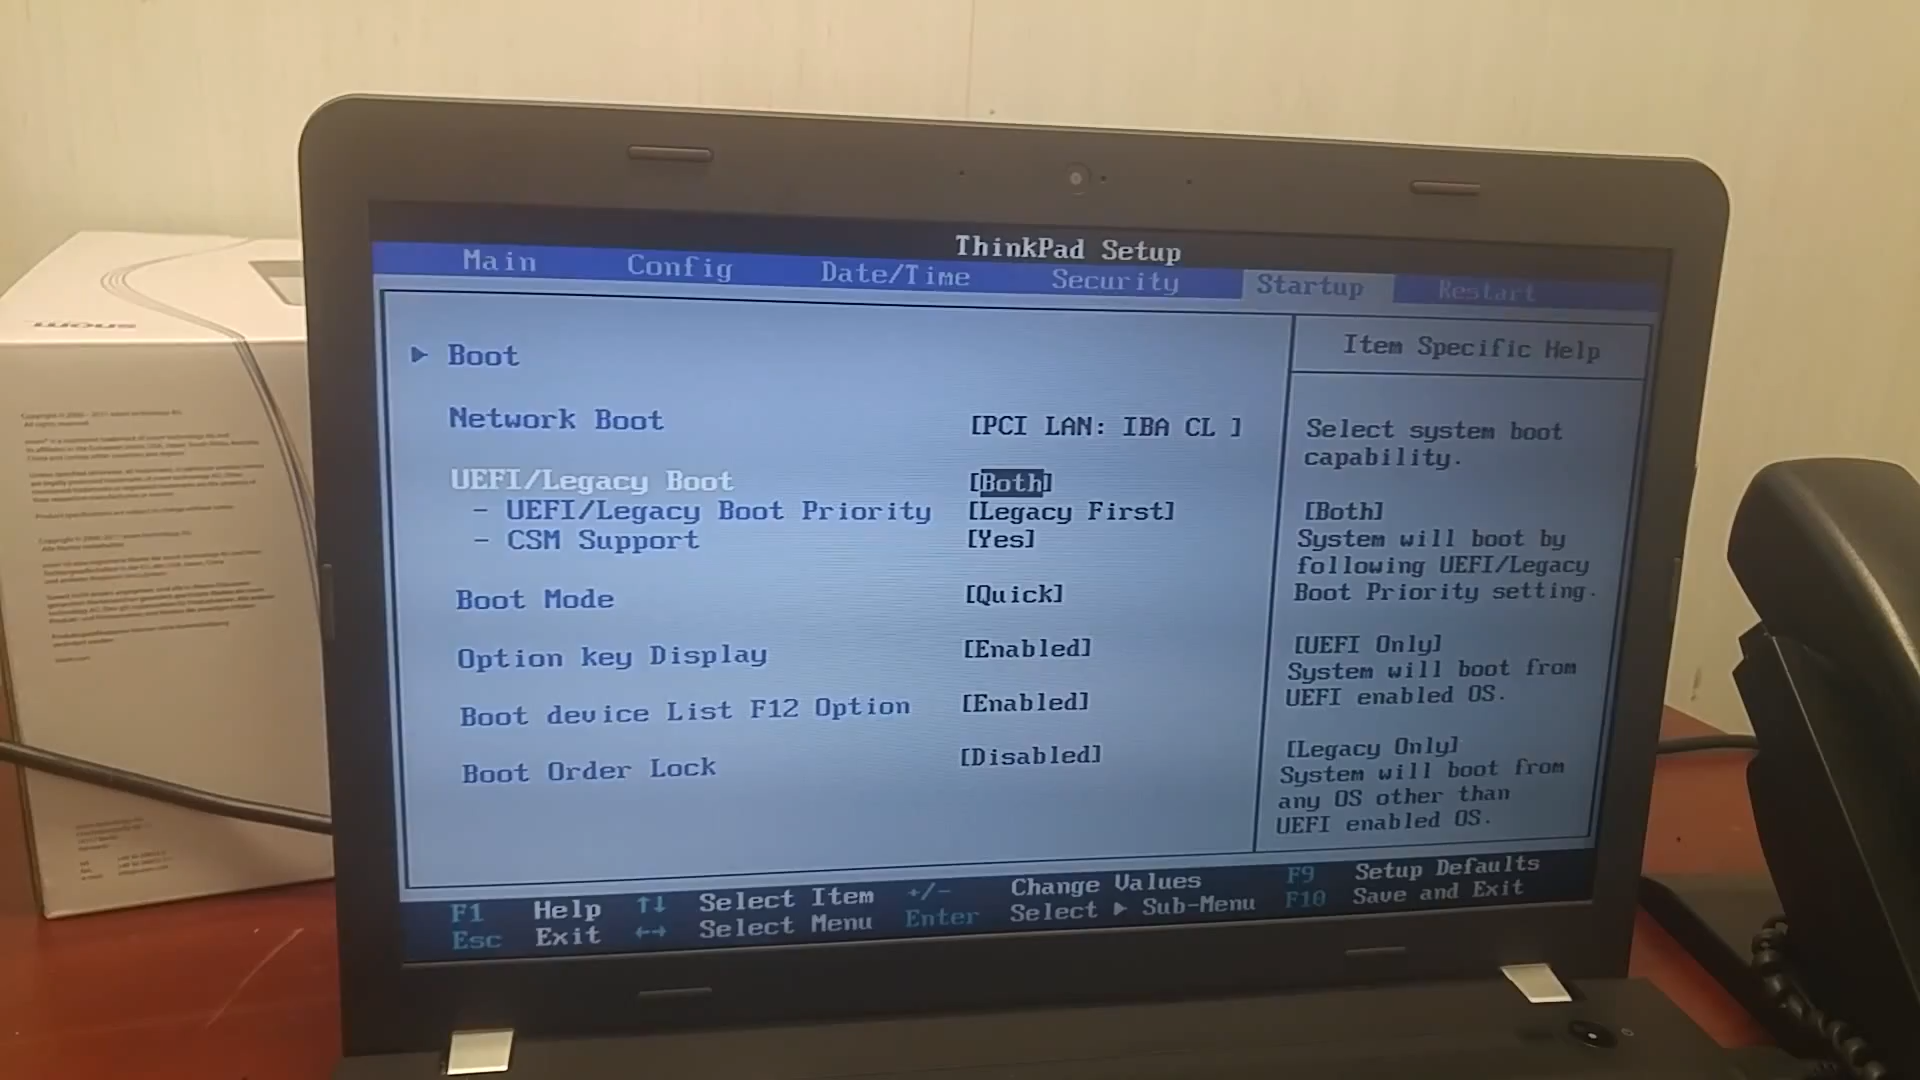 snom
ThinkPad Setup
Main Config Date/Time Security Startup Restart
Boot
Network Boot [PCI LAN: IBA CL ]
UEFI/Legacy Boot [Both]
- UEFI/Legacy Boot Priority [Legacy First]
- CSM Support [Yes]
Boot Mode [Quick]
Option key Display [Enabled]
Boot device List F12 Option [Enabled]
Boot Order Lock [Disabled]
Item Specific Help
Select system boot
capability.
[Both]
System will boot by
following UEFI/Legacy
Boot Priority setting.
[UEFI Only]
System will boot from
UEFI enabled OS.
[Legacy Only]
System will boot from
any OS other than
UEFI enabled OS.
F1 Help ↑↓ Select Item +/- Change Values F9 Setup Defaults
Esc Exit ←→ Select Menu Enter Select ▶ Sub-Menu F10 Save and Exit